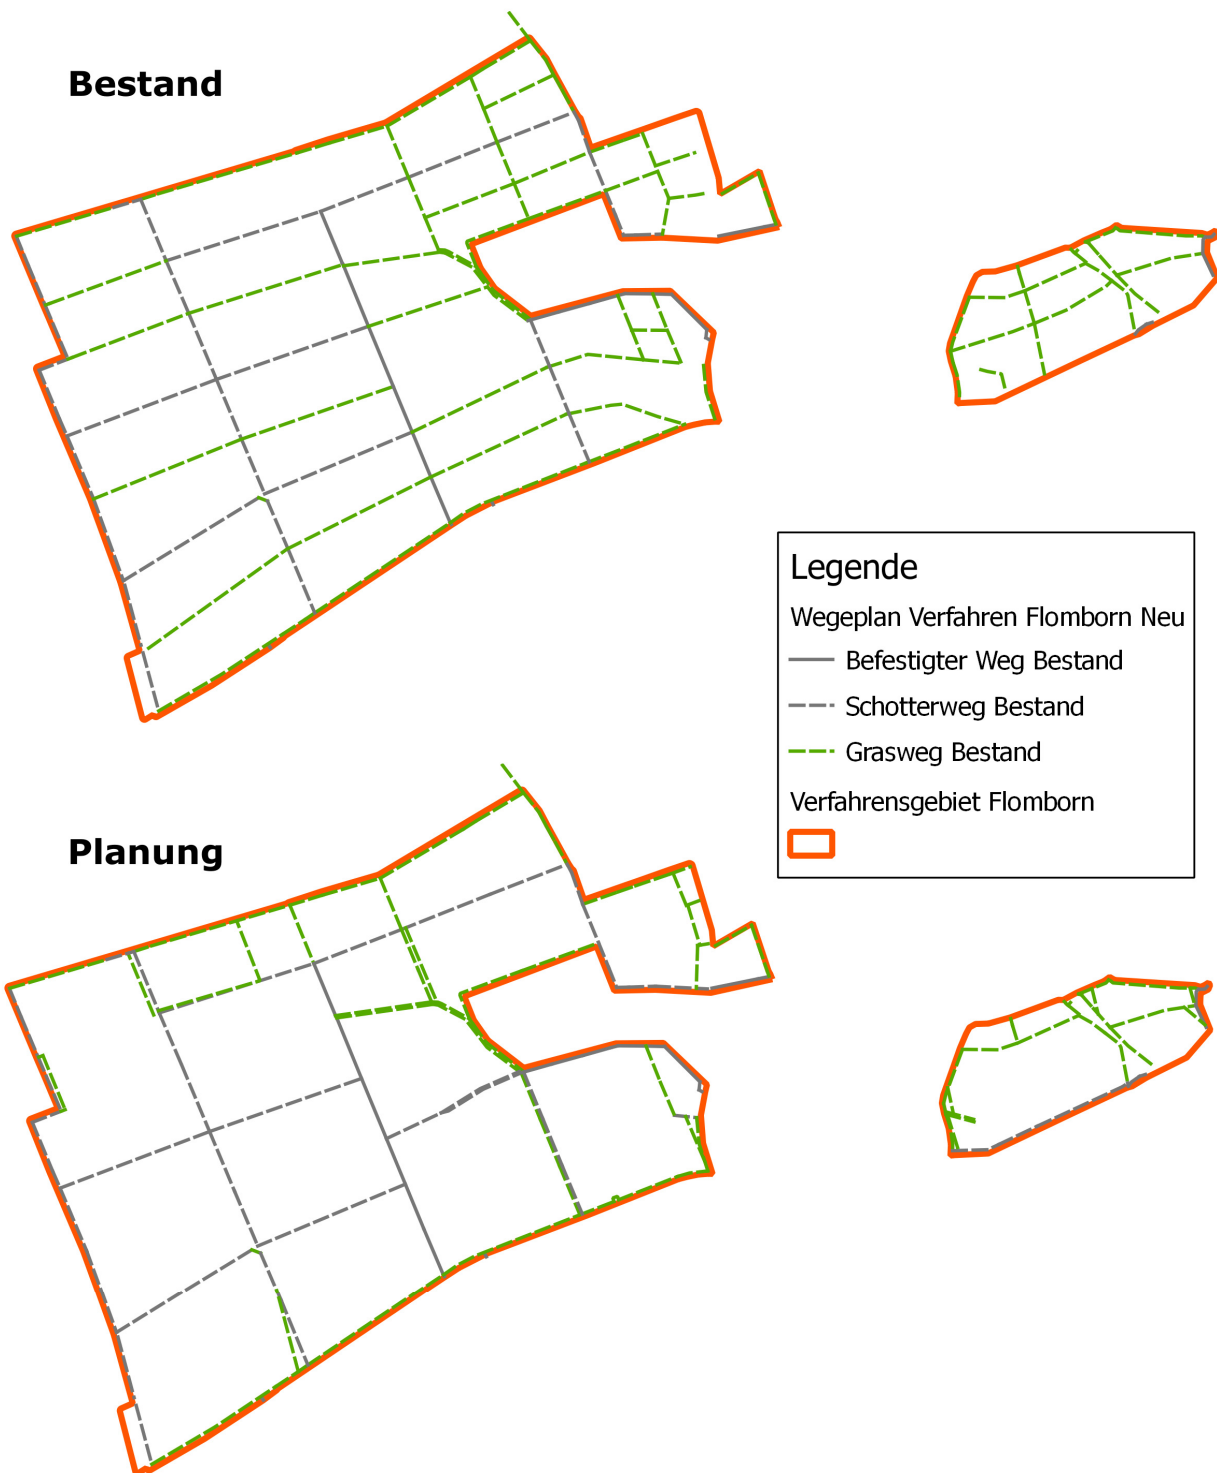 Bestand
Legende
Wegeplan Verfahren Flomborn Neu
Befestigter Weg Bestand
Schotterweg Bestand
Grasweg Bestand
Verfahrensgebiet Flomborn
Planung